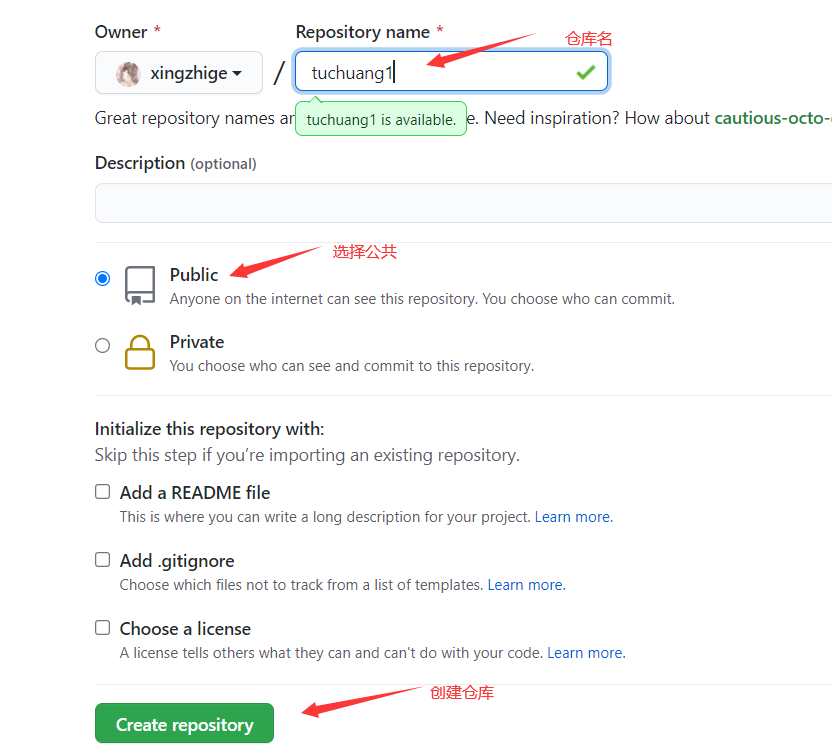 Owner * Repository name * 仓库名
xingzhige / tuchuang1
Great repository names ar e. Need inspiration? How about cautious-octo-
tuchuang1 is available.
Description (optional)
选择公共
Public
Anyone on the internet can see this repository. You choose who can commit.
Private
You choose who can see and commit to this repository.
Initialize this repository with:
Skip this step if you’re importing an existing repository.
Add a README file
This is where you can write a long description for your project. Learn more.
Add .gitignore
Choose which files not to track from a list of templates. Learn more.
Choose a license
A license tells others what they can and can't do with your code. Learn more.
创建仓库
Create repository